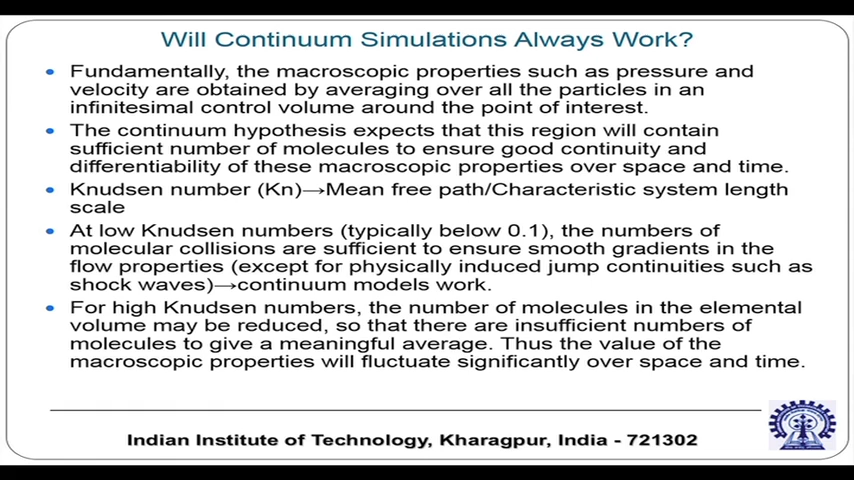 Will Continuum Simulations Always Work?
• Fundamentally, the macroscopic properties such as pressure and
velocity are obtained by averaging over all the particles in an
infinitesimal control volume around the point of interest.
• The continuum hypothesis expects that this region will contain
sufficient number of molecules to ensure good continuity and
differentiability of these macroscopic properties over space and time.
• Knudsen number (Kn)→Mean free path/Characteristic system length
scale
• At low Knudsen numbers (typically below 0.1), the numbers of
molecular collisions are sufficient to ensure smooth gradients in the
flow properties (except for physically induced jump continuities such as
shock waves)→continuum models work.
• For high Knudsen numbers, the number of molecules in the elemental
volume may be reduced, so that there are insufficient numbers of
molecules to give a meaningful average. Thus the value of the
macroscopic properties will fluctuate significantly over space and time.
Indian Institute of Technology, Kharagpur, India - 721302